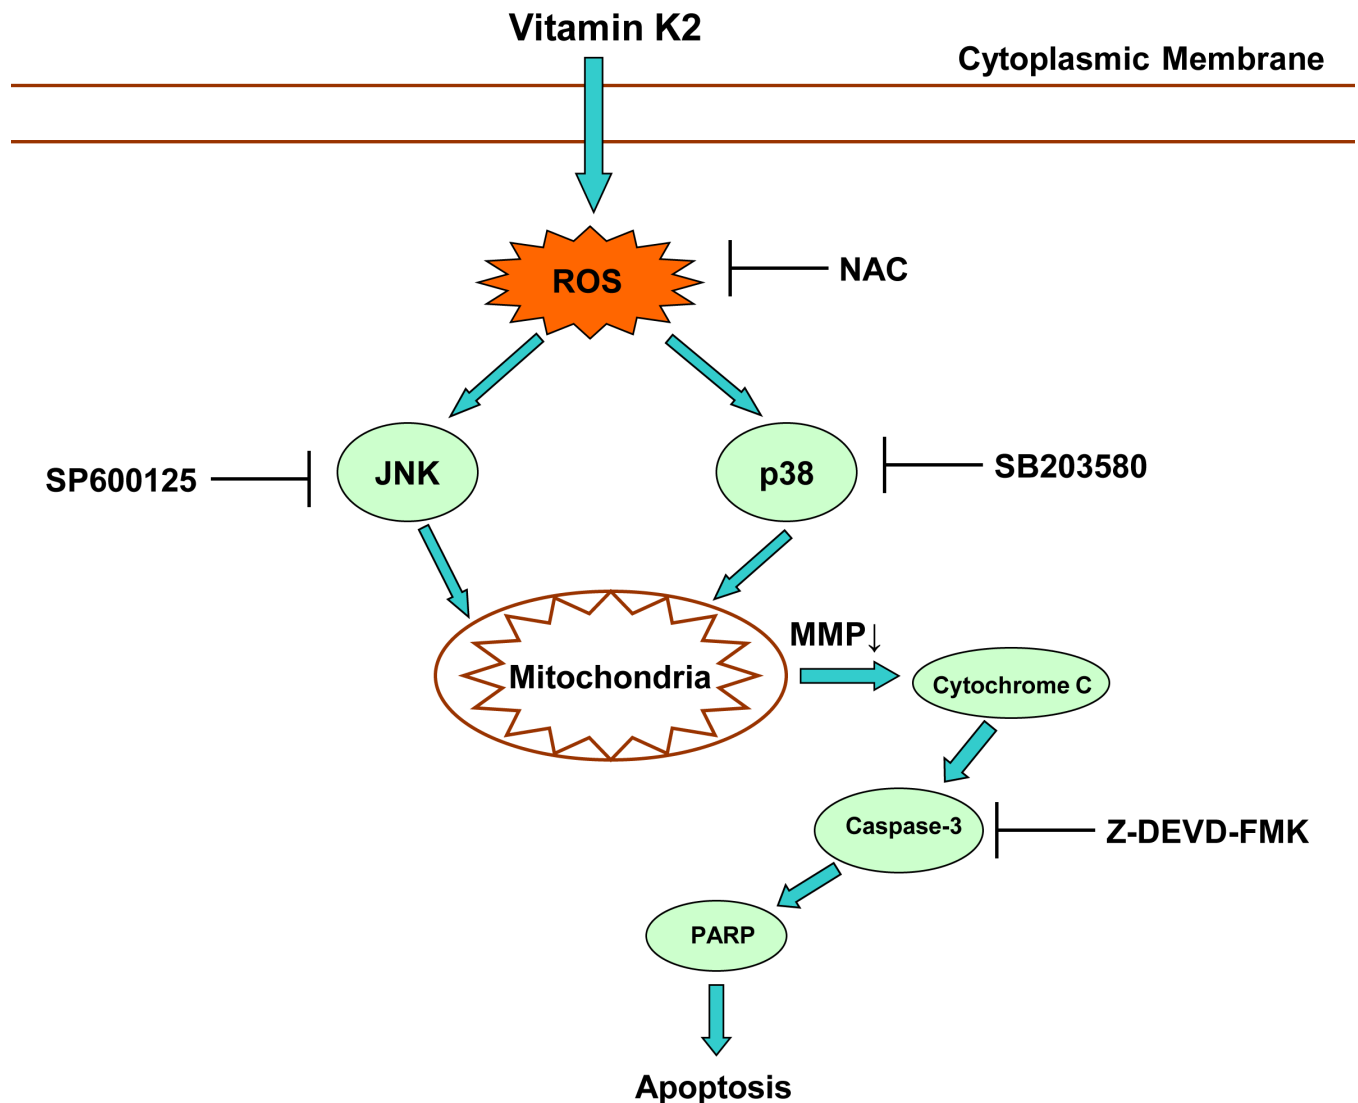 Vitamin K2
Cytoplasmic Membrane
ROS
NAC
JNK
p38
SP600125
SB203580
MMP↓
Mitochondria
Cytochrome C
Caspase-3
Z-DEVD-FMK
PARP
Apoptosis